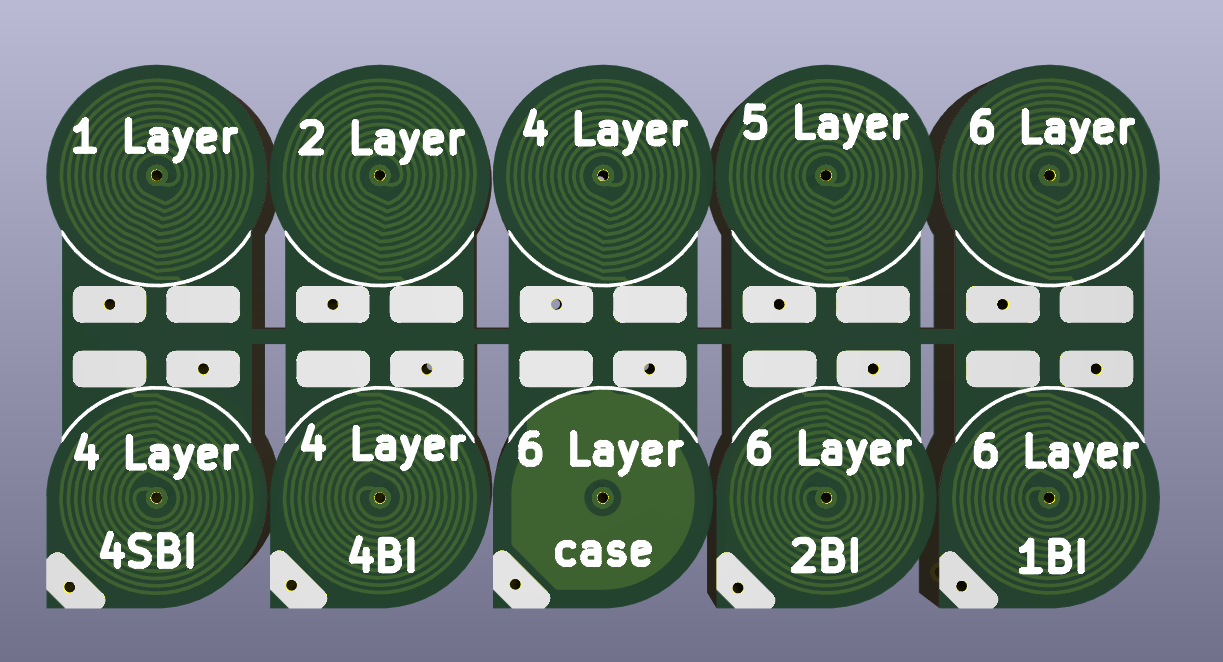 1 Layer
2 Layer
4 Layer
5 Layer
6 Layer
4 Layer
4SBI
4 Layer
4BI
6 Layer
case
6 Layer
2BI
6 Layer
1BI